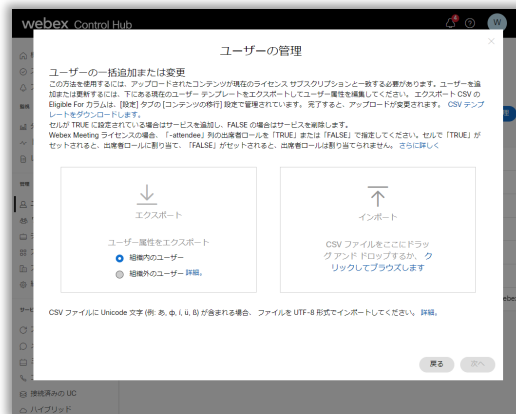 webex Control Hub
W
ユーザーの管理
ユーザーの一括追加または変更
この方法を使用するには、アップロードされたコンテンツが現在のライセンス サブスクリプションと一致する必要があります。ユーザーを追
加または更新するには、下にある現在のユーザー テンプレートをエクスポートしてユーザー属性を編集してください。エクスポート CSV の
Eligible For カラムは、[設定] タブの [コンテンツの移行] 設定で管理されています。 完了すると、アップロードが変更されます。 CSV テンプ
レートをダウンロードします。
セルが TRUE に設定されている場合はサービスを追加し、FALSE の場合はサービスを削除します。
Webex Meeting ライセンスの場合、「-attendee」列の出席者ロールを「TRUE」または「FALSE」で指定してください。セルで「TRUE」が
セットされると、出席者ロールに割り当て、「FALSE」がセットされると、出席者ロールは割り当てられません。 さらに詳しく
エクスポート
ユーザー属性をエクスポート
組織内のユーザー
組織外のユーザー 詳細。
インポート
CSV ファイルをここにドラッ
グ アンド ドロップするか、ク
リックしてブラウズします
CSV ファイルに Unicode 文字 (例: あ, ф, í, ü, ß) が含まれる場合、 ファイルを UTF-8 形式でインポートしてください。 詳細。
戻る
次へ
接続済みの UC
ハイブリッド